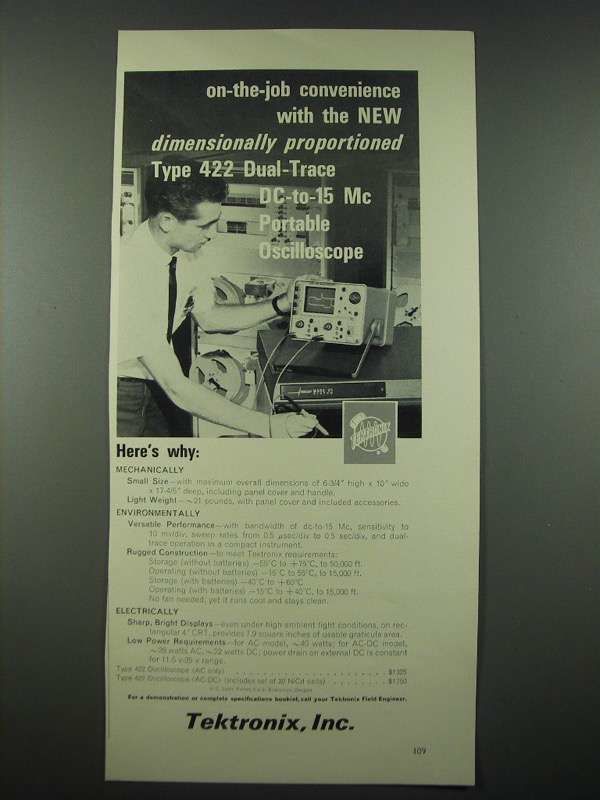 on-the-job convenience
with the NEW
dimensionally proportioned
Type 422 Dual-Trace
DC-to-15 Mc
Portable
Oscilloscope
TEKTRONIX
Here's why:
MECHANICALLY
Small Size—with maximum overall dimensions of 6-3/4" high x 10" wide
x 17-4/5" deep, including panel cover and handle.
Light Weight—~21 pounds, with panel cover and included accessories.
ENVIRONMENTALLY
Versatile Performance—with bandwidth of dc-to-15 Mc, sensitivity to
10 mv/div, sweep rates from 0.5 μsec/div to 0.5 sec/div, and dual-
trace operation in a compact instrument.
Rugged Construction—to meet Tektronix requirements:
Storage (without batteries) —55°C to +75°C, to 50,000 ft.
Operating (without batteries) —15°C to 55°C, to 15,000 ft.
Storage (with batteries) —40°C to +60°C
Operating (with batteries) —15°C to +40°C, to 15,000 ft.
No fan needed, yet it runs cool and stays clean.
ELECTRICALLY
Sharp, Bright Displays—even under high ambient light conditions, on rec-
tangular 4" CRT, provides 7.9 square inches of usable graticule area.
Low Power Requirements—for AC model, ~40 watts; for AC-DC model,
watts AC, watts DC; power drain on external DC is constant
for 11.5 range.
Type 422 Oscilloscope (AC only) $1325
Type 422 Oscilloscope (AC-DC) (includes set of NiCd cells)
For a demonstration or complete specifications booklet, call your Tektronix Field Engineer.
Tektronix, Inc.
109